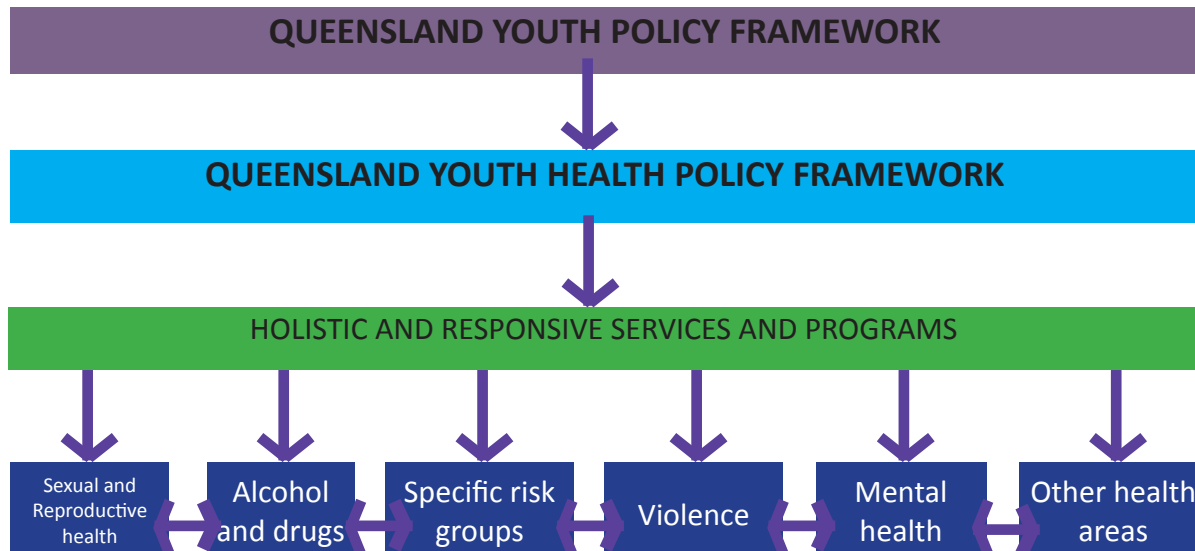 QUEENSLAND YOUTH POLICY FRAMEWORK
QUEENSLAND YOUTH HEALTH POLICY FRAMEWORK
HOLISTIC AND RESPONSIVE SERVICES AND PROGRAMS
Sexual and
Reproductive
health
Alcohol
and drugs
Specific risk
groups
Violence
Mental
health
Other health
areas